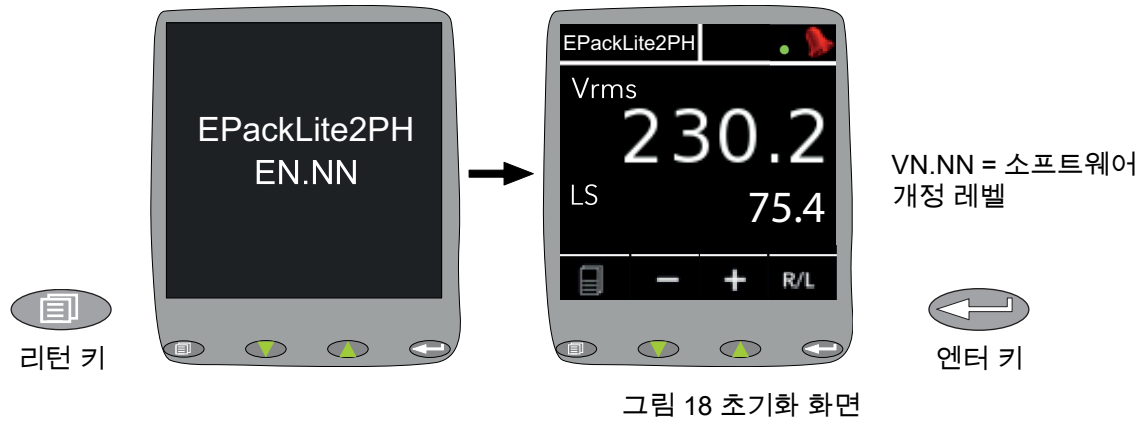 EPackLite2PH
EN.NN
EPackLite2PH
Vrms
230.2
LS
75.4
R/L
VN.NN = 소프트웨어
개정 레벨
리턴 키
엔터 키
그림 18 초기화 화면